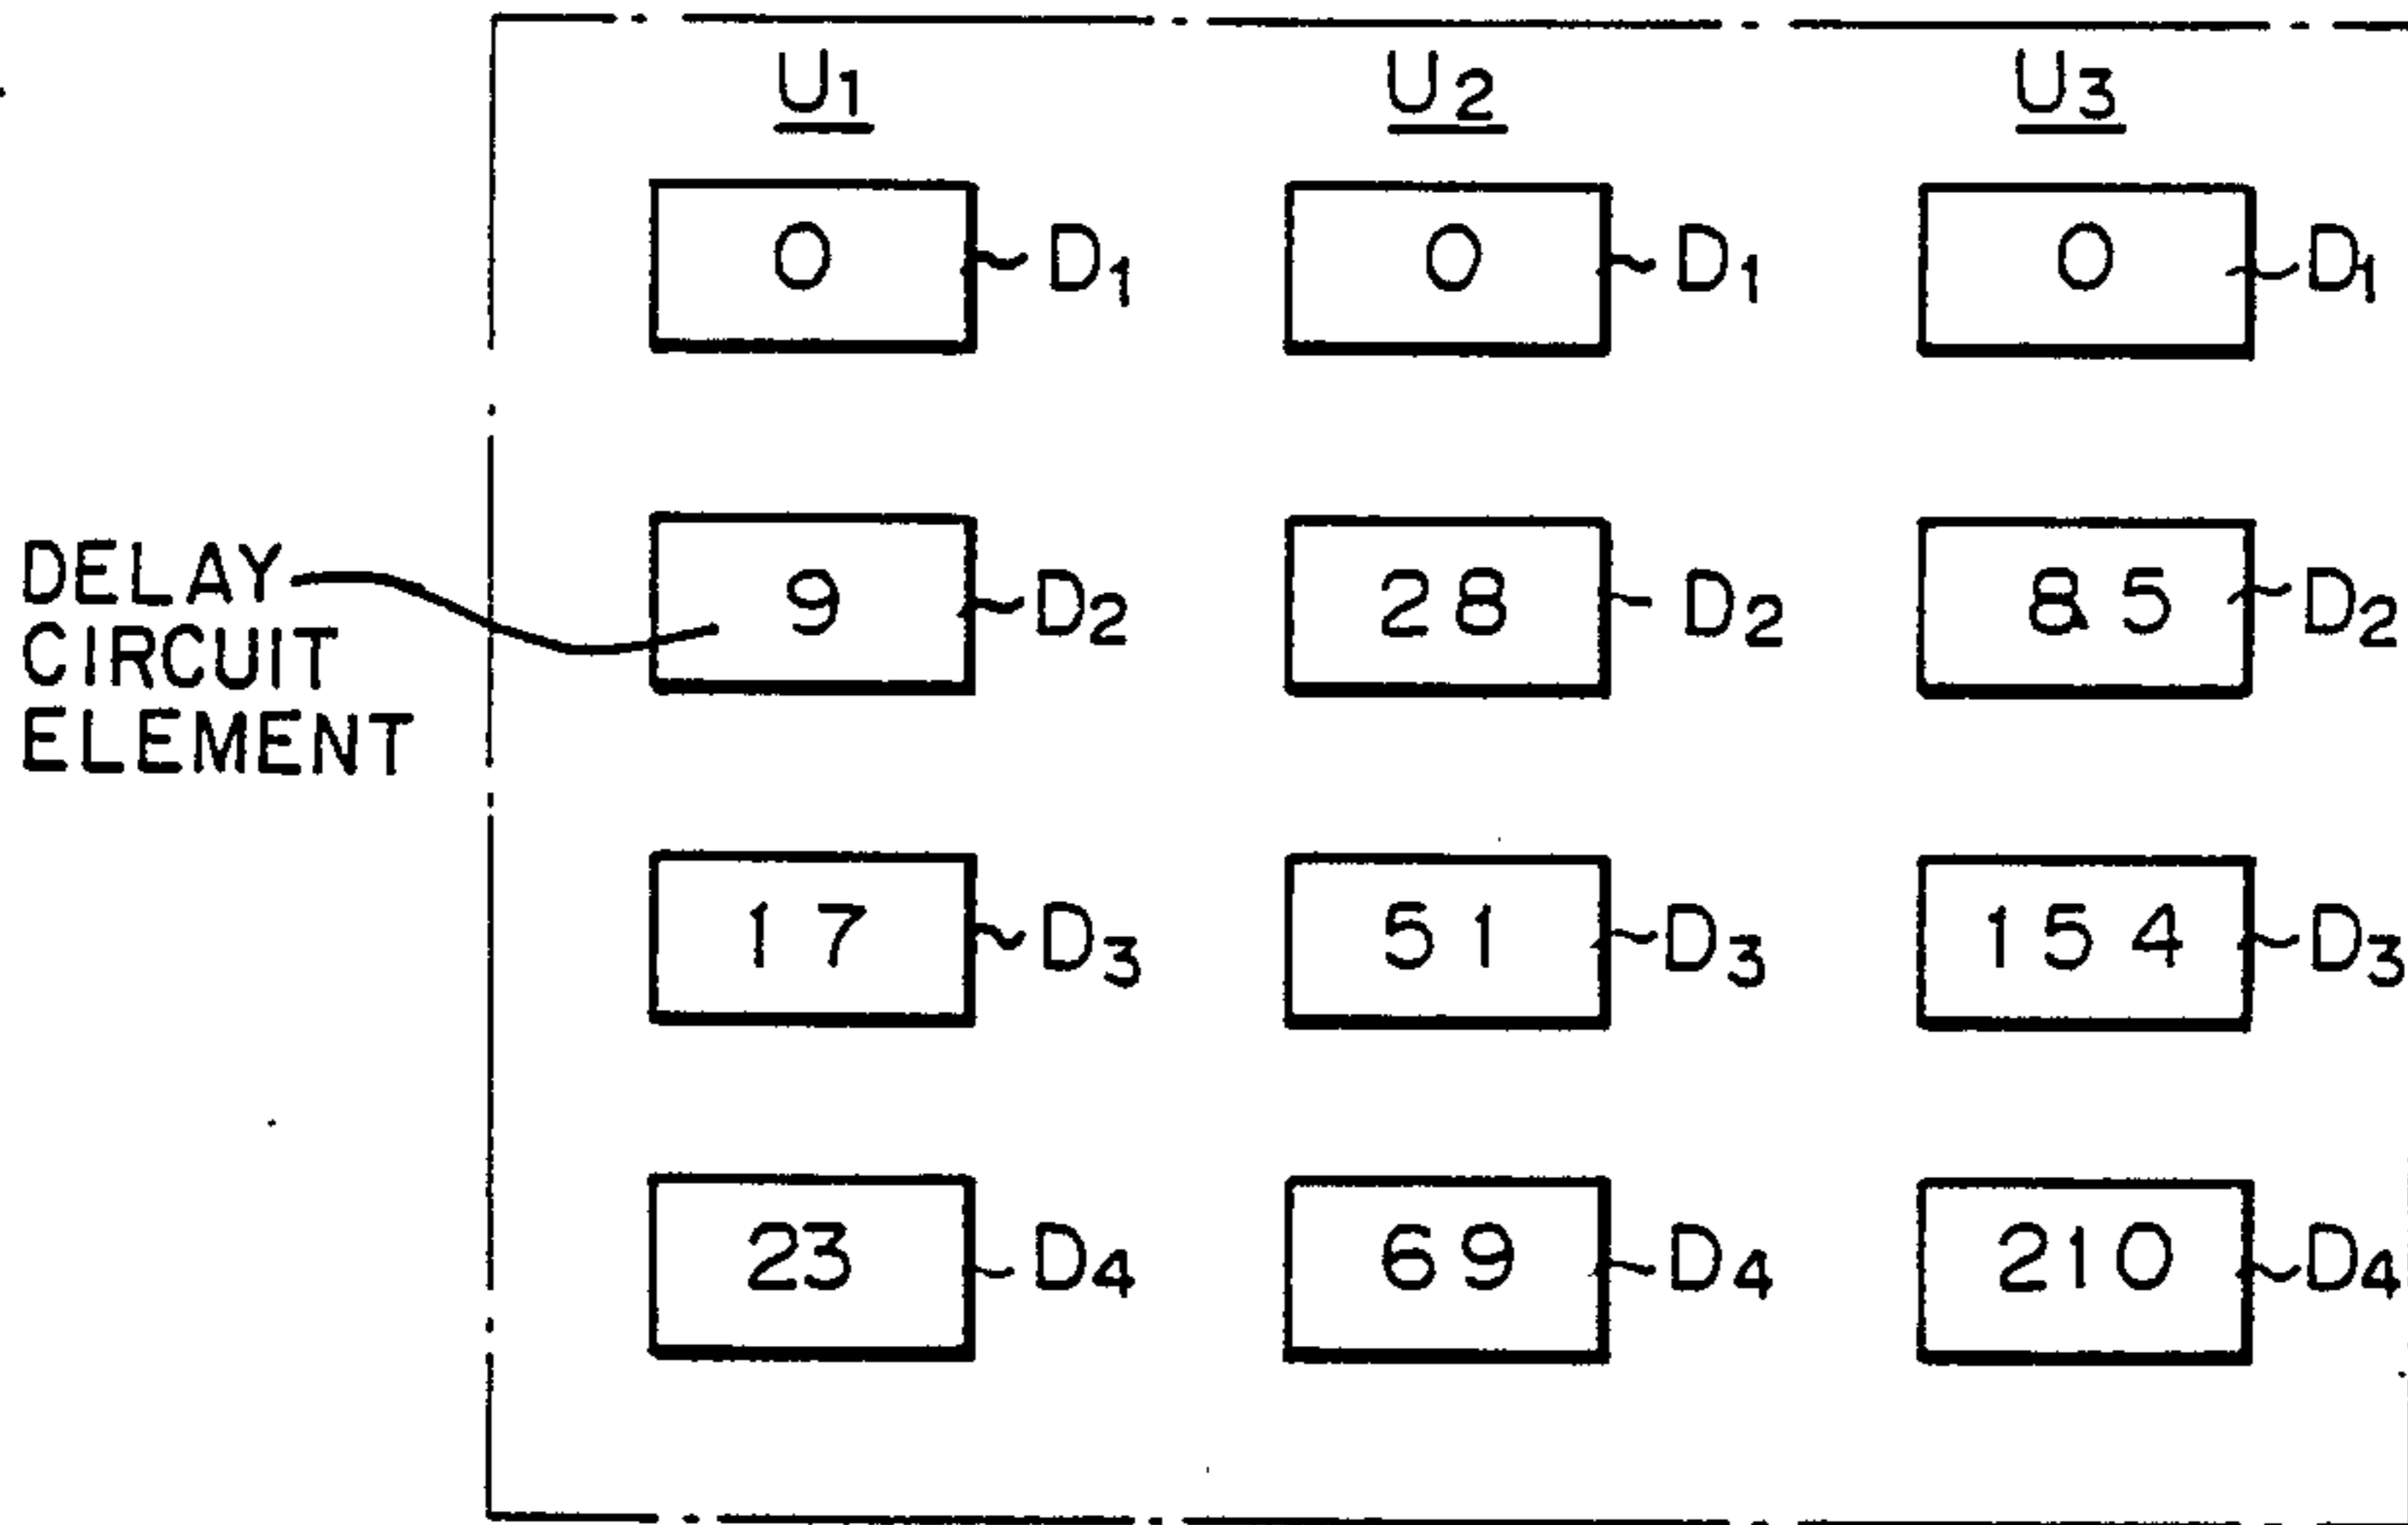 U1 U2 U3
0 D1 0 D1 0 D1
DELAY
CIRCUIT
ELEMENT
9 D2 28 D2 85 D2
17 D3 51 D3 154 D3
23 D4 69 D4 210 D4